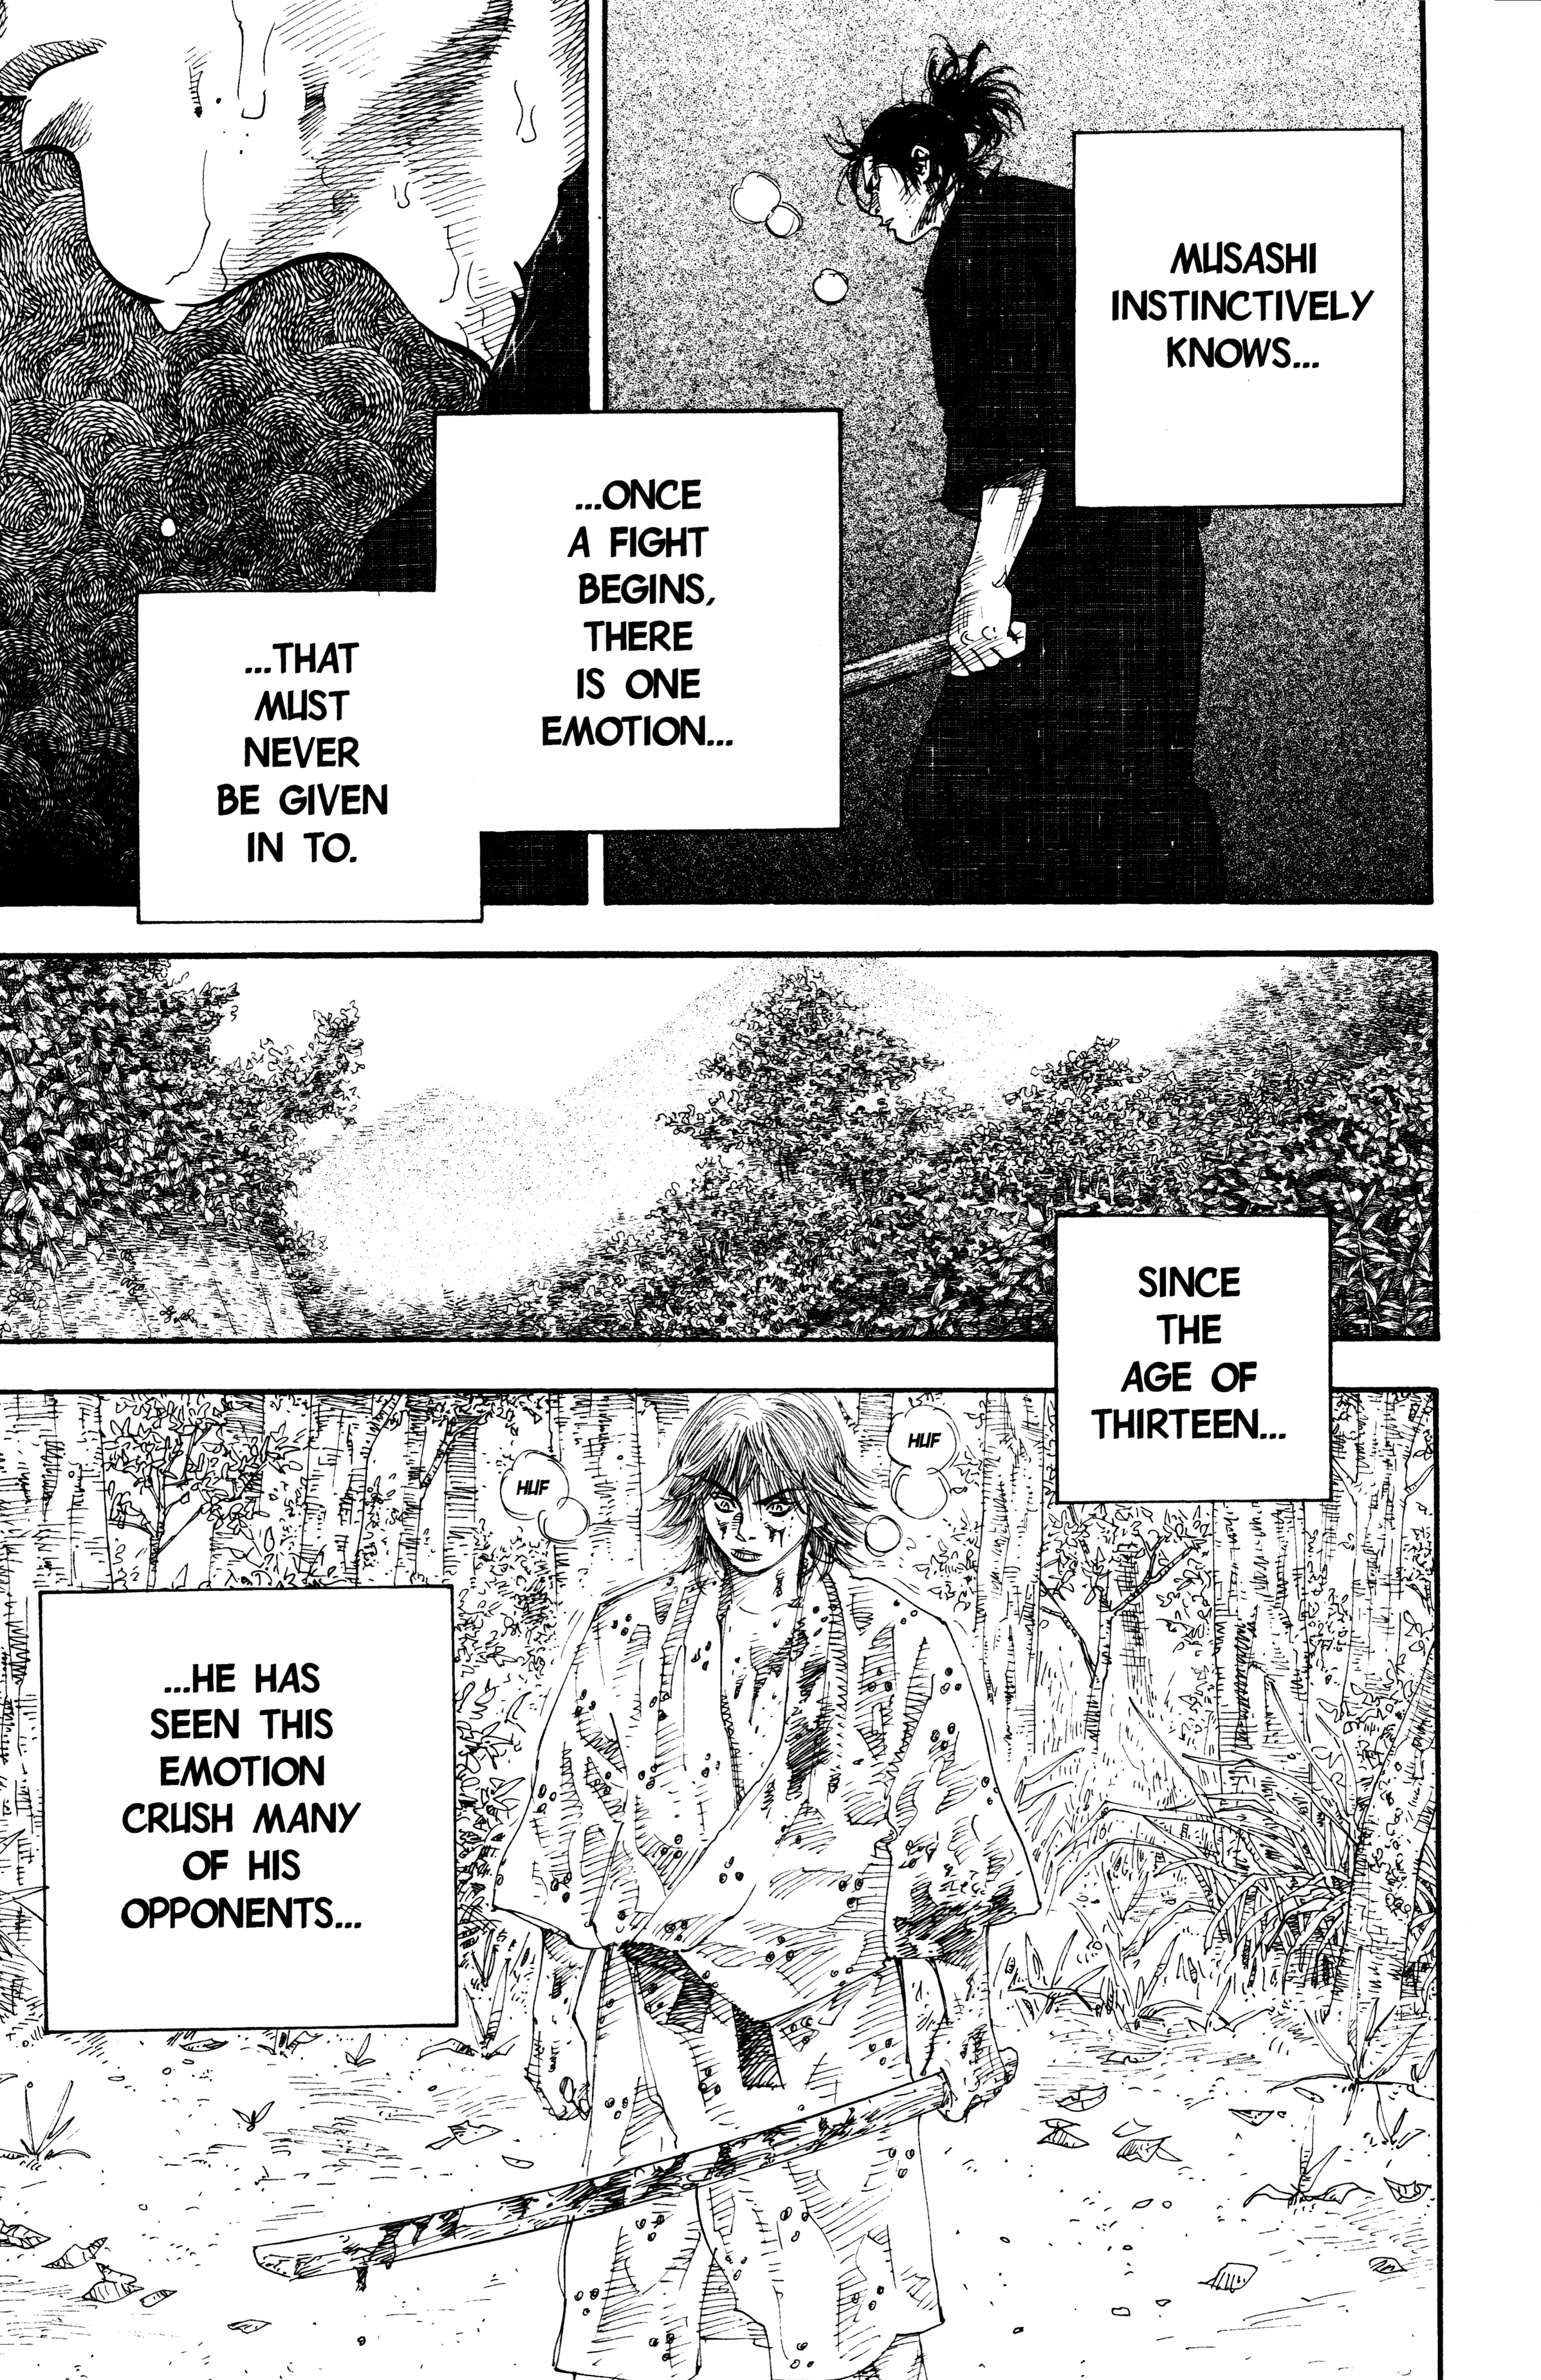 MUSASHI
INSTINCTIVELY
KNOWS...
...ONCE
A FIGHT
BEGINS,
THERE
IS ONE
EMOTION...
...THAT
MUST
NEVER
BE GIVEN
IN TO.
SINCE
THE
AGE OF
THIRTEEN...
HUF
HUF
...HE HAS
SEEN THIS
EMOTION
CRUSH MANY
OF HIS
OPPONENTS...